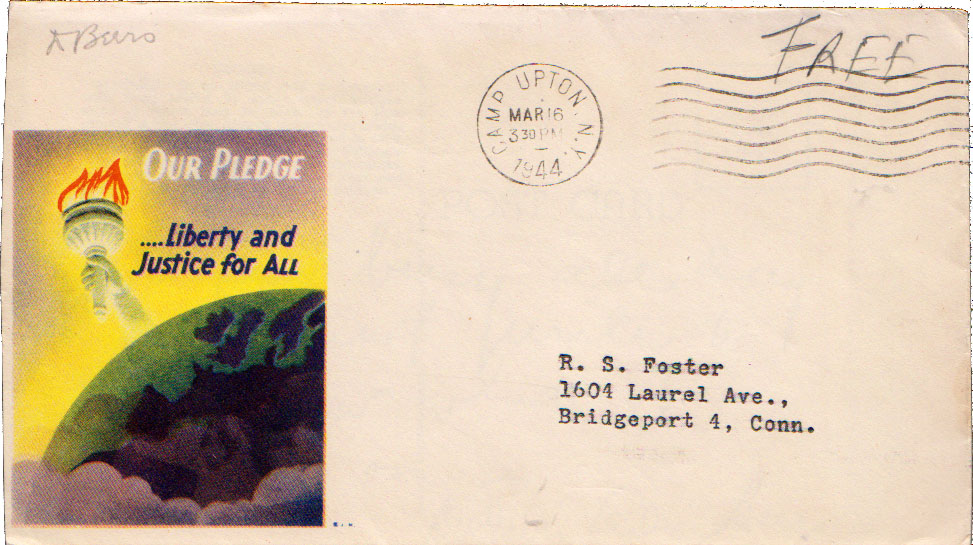 FREE
CAMP UPTON, N.Y.
MAR 16
3 30 PM
1944
OUR PLEDGE
....Liberty and
Justice for ALL
R. S. Foster
1604 Laurel Ave.,
Bridgeport 4, Conn.